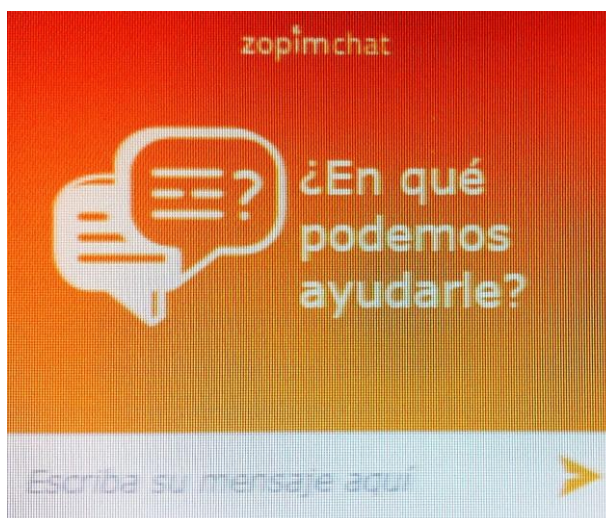 zopimchat
?
¿En qué
podemos
ayudarle?
Escriba su mensaje aquí